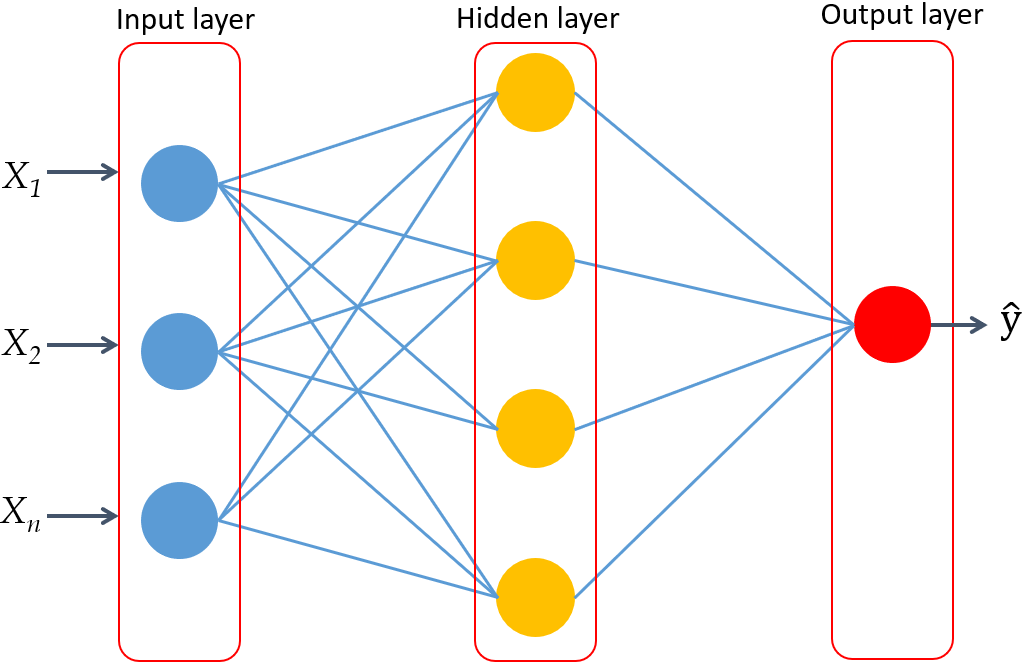 Input layer
Hidden layer
Output layer
X1
X2
Xn
ŷ